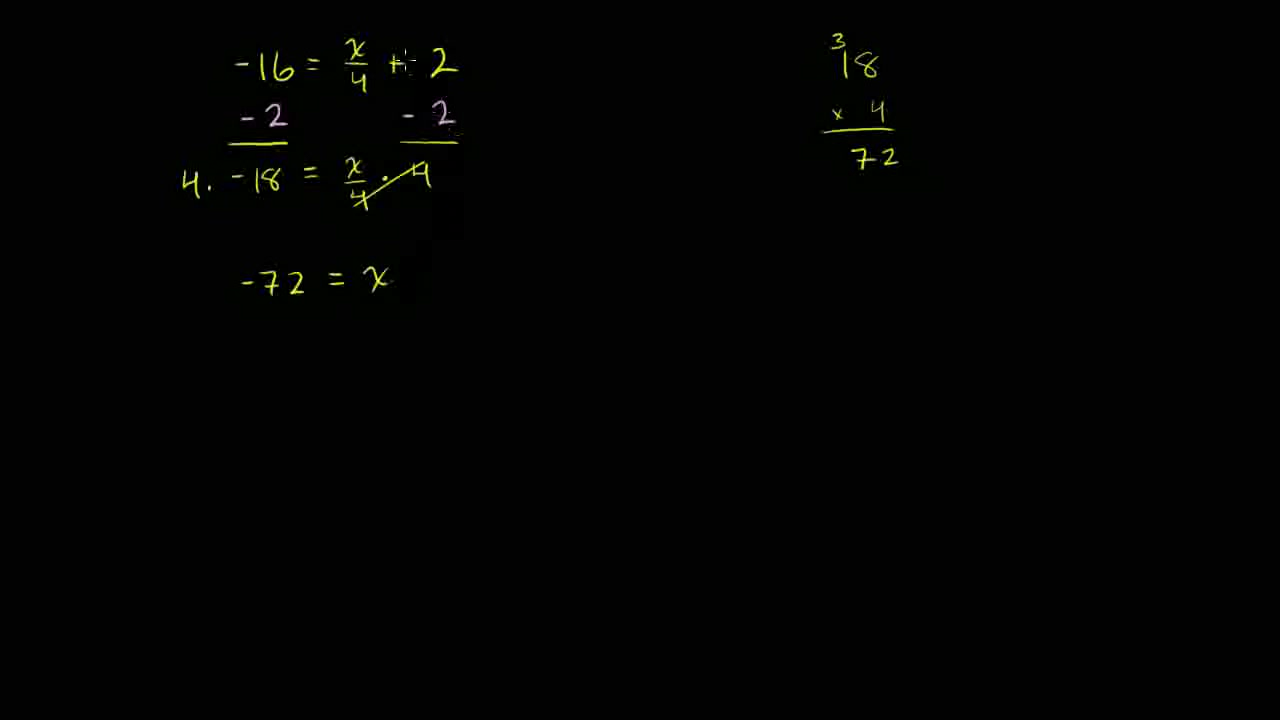 -16 = x/4 + 2
-2 - 2
4 · -18 = x/4 · 4
-72 = x
3
18
x 4
72